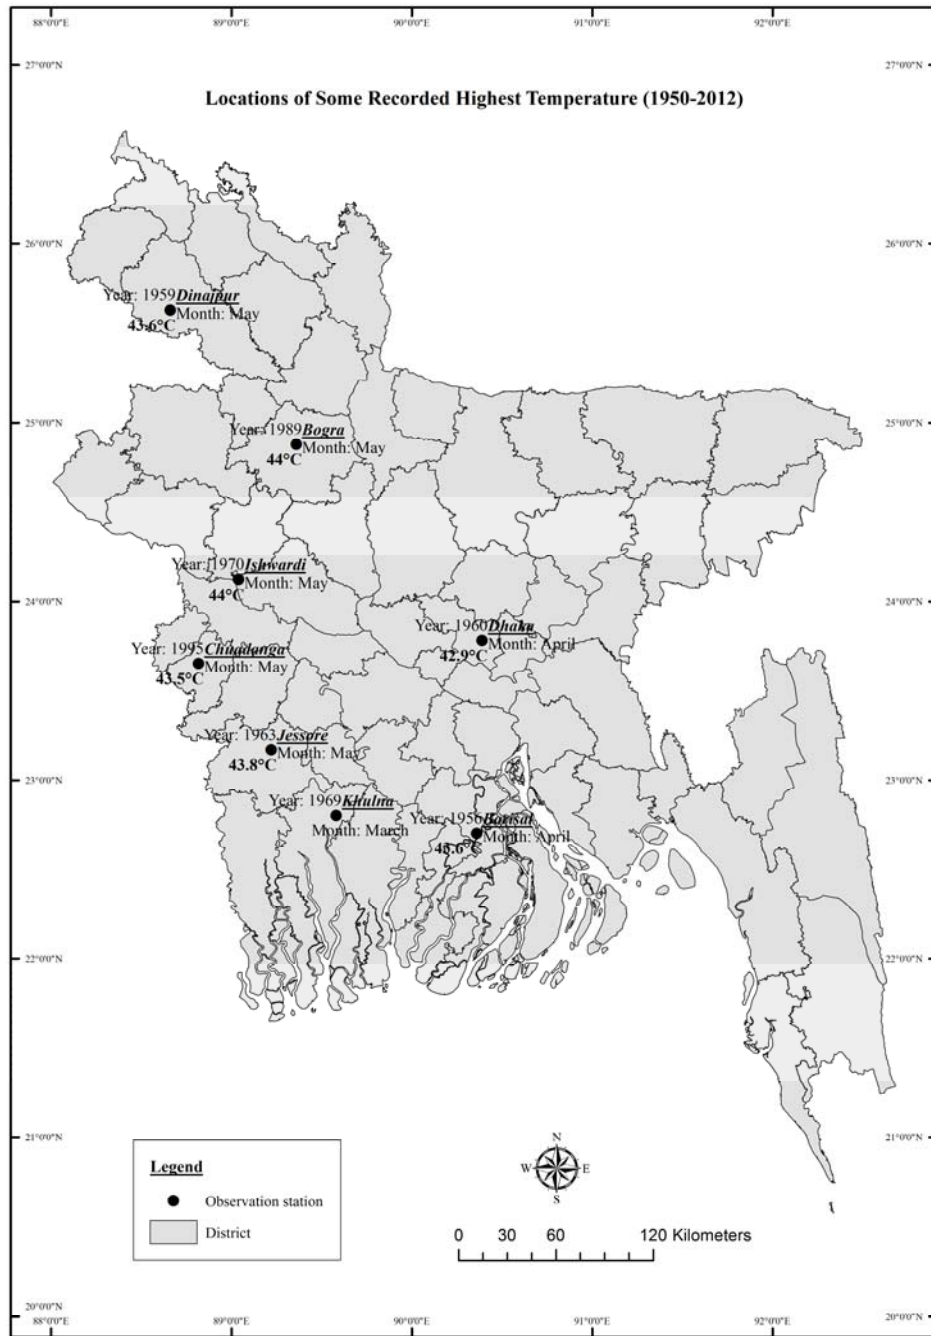 88°0'0"E 89°0'0"E 90°0'0"E 91°0'0"E 92°0'0"E
27°0'0"N 27°0'0"N
Locations of Some Recorded Highest Temperature (1950-2012)
26°0'0"N 26°0'0"N
Year: 1959 Dinajpur
Month: May
43.6°C
25°0'0"N 25°0'0"N
Year: 1989 Bogra
Month: May
44°C
Year: 1970 Ishwardi
Month: May
44°C
24°0'0"N 24°0'0"N
Year: 1960 Dhaka
Month: April
42.9°C
Year: 1995 Chuadanga
Month: May
43.5°C
Year: 1963 Jessore
Month: May
43.8°C
23°0'0"N 23°0'0"N
Year: 1969 Khulna
Month: March
Year: 1956 Borisal
Month: April
43.6°C
22°0'0"N 22°0'0"N
21°0'0"N 21°0'0"N
Legend
Observation station
District
N
W E
S
0 30 60 120 Kilometers
20°0'0"N 20°0'0"N
88°0'0"E 89°0'0"E 90°0'0"E 91°0'0"E 92°0'0"E